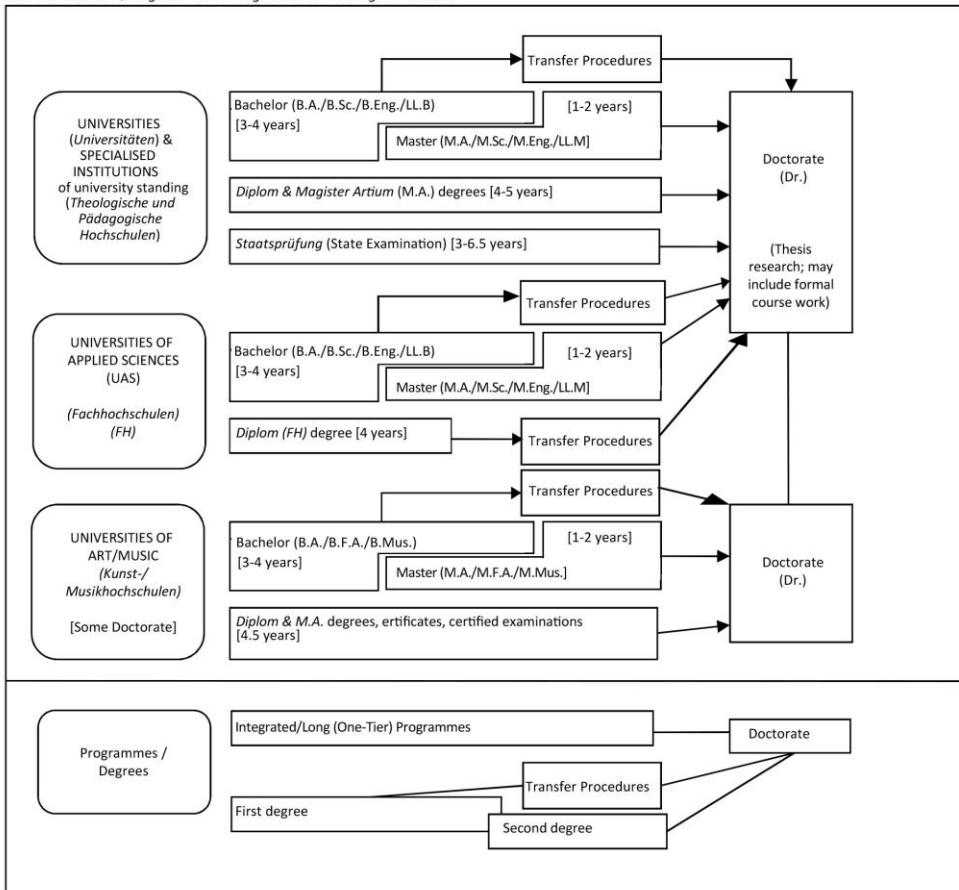 Transfer Procedures
UNIVERSITIES
(Universitäten) &
SPECIALISED
INSTITUTIONS
of university standing
(Theologische und
Pädagogische
Hochschulen)
Bachelor (B.A./B.Sc./B.Eng./LL.B)
[3-4 years]
[1-2 years]
Master (M.A./M.Sc./M.Eng./LL.M]
Diplom & Magister Artium (M.A.) degrees [4-5 years]
Staatsprüfung (State Examination) [3-6.5 years]
Doctorate
(Dr.)
(Thesis
research; may
include formal
course work)
Transfer Procedures
UNIVERSITIES OF
APPLIED SCIENCES
(UAS)
(Fachhochschulen)
(FH)
Bachelor (B.A./B.Sc./B.Eng./LL.B)
[3-4 years]
[1-2 years]
Master (M.A./M.Sc./M.Eng./LL.M]
Diplom (FH) degree [4 years]
Transfer Procedures
Transfer Procedures
UNIVERSITIES OF
ART/MUSIC
(Kunst-/
Musikhochschulen)
[Some Doctorate]
Bachelor (B.A./B.F.A./B.Mus.)
[3-4 years]
[1-2 years]
Master (M.A./M.F.A./M.Mus.]
Diplom & M.A. degrees, ertificates, certified examinations
[4.5 years]
Doctorate
(Dr.)
Programmes /
Degrees
Integrated/Long (One-Tier) Programmes
Doctorate
Transfer Procedures
First degree
Second degree